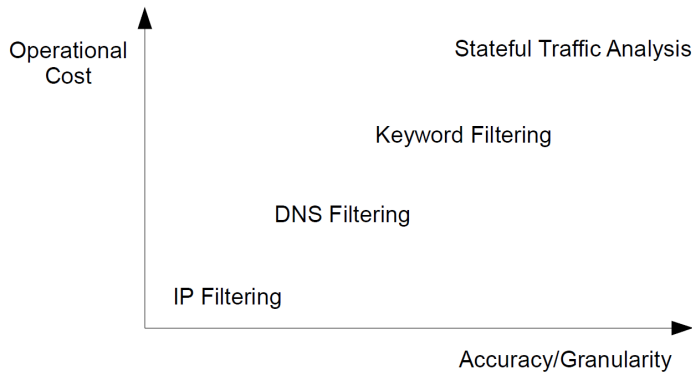 Operational
Cost
Stateful Traffic Analysis
Keyword Filtering
DNS Filtering
IP Filtering
Accuracy/Granularity